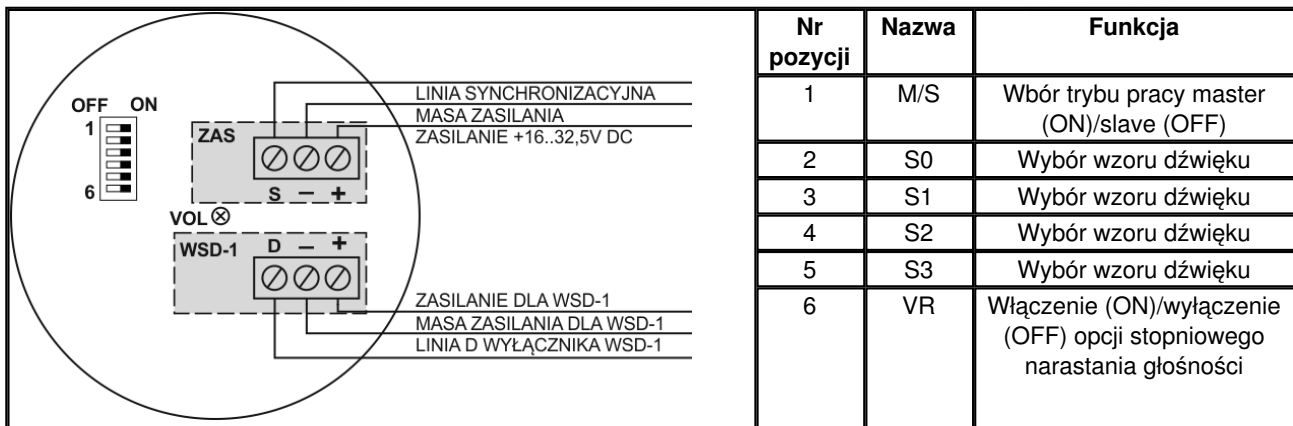 OFF ON
1
6
ZAS
S – +
VOL
WSD-1
D – +
LINIA SYNCHRONIZACYJNA
MASA ZASILANIA
ZASILANIE +16..32,5V DC
ZASILANIE DLA WSD-1
MASA ZASILANIA DLA WSD-1
LINIA D WYŁĄCZNIKA WSD-1
Nr pozycji Nazwa Funkcja
1 M/S Wbór trybu pracy master
(ON)/slave (OFF)
2 S0 Wybór wzoru dźwięku
3 S1 Wybór wzoru dźwięku
4 S2 Wybór wzoru dźwięku
5 S3 Wybór wzoru dźwięku
6 VR Włączenie (ON)/wyłączenie
(OFF) opcji stopniowego
narastania głośności